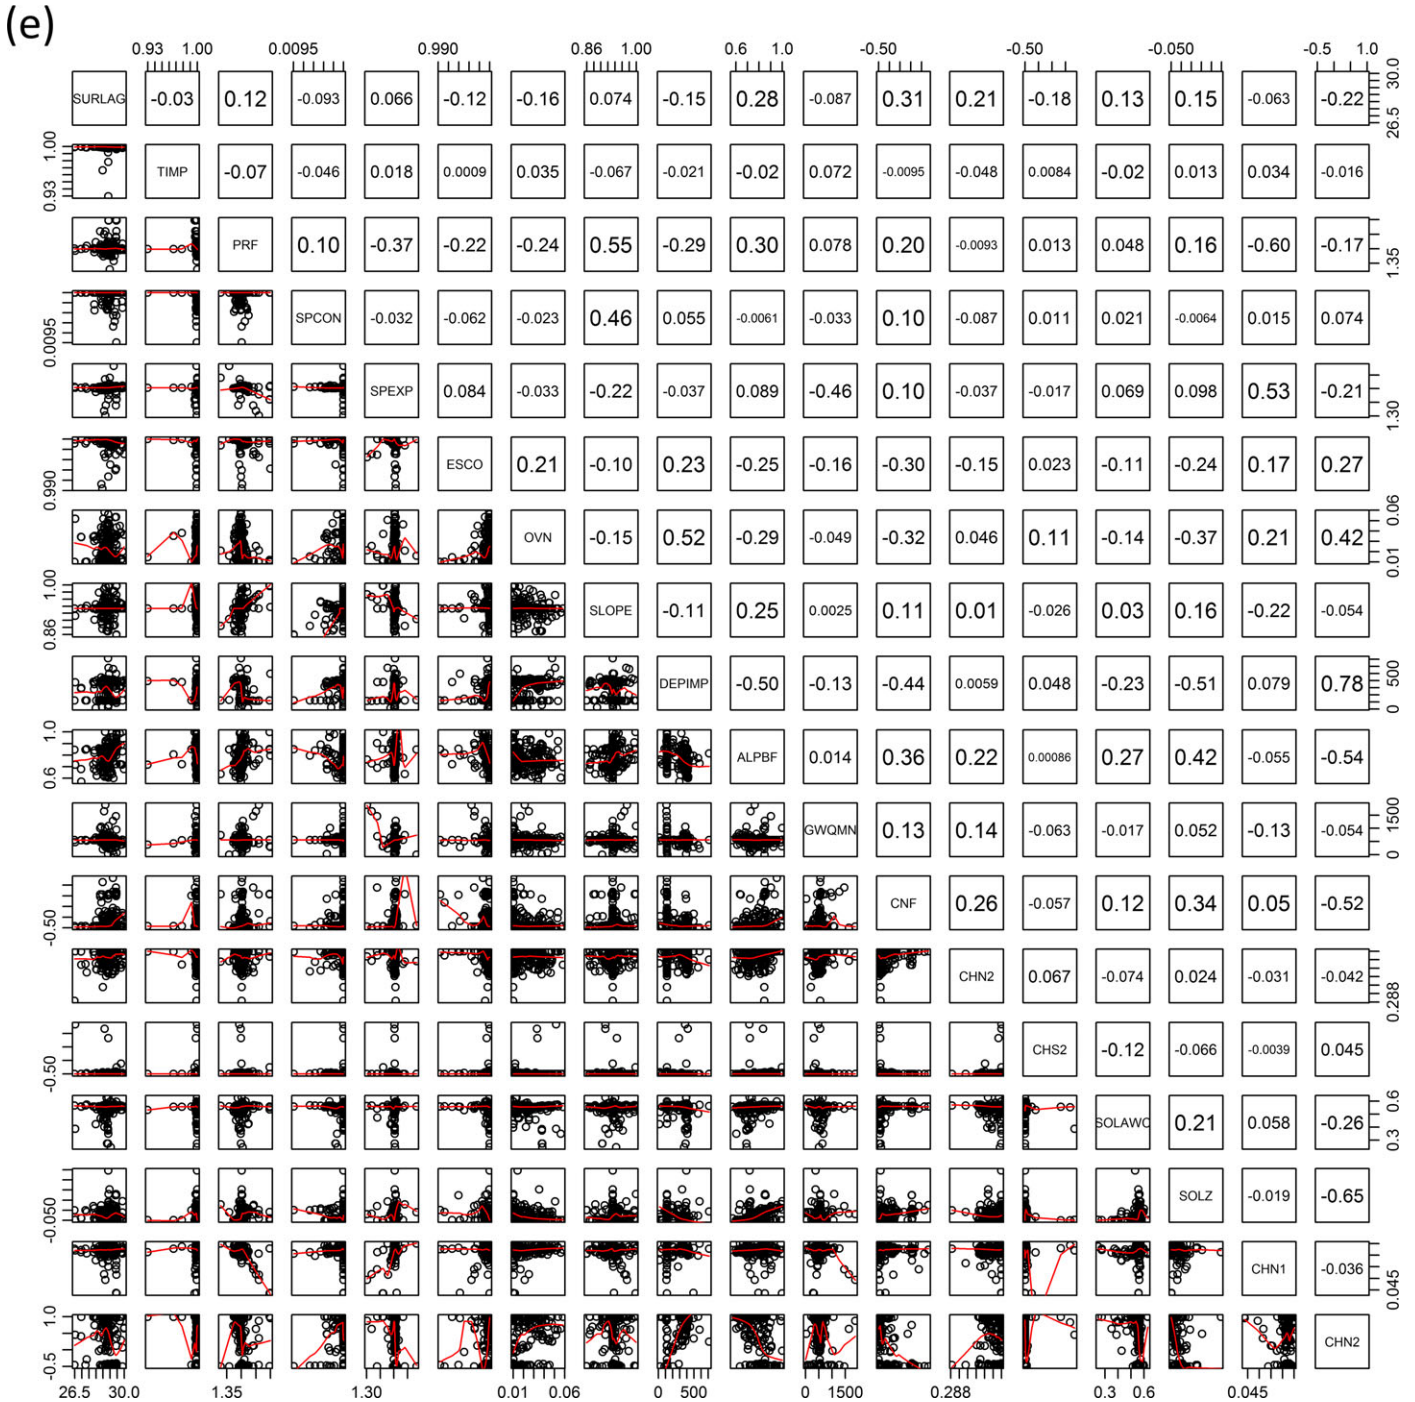 (e)
0.93 1.00 0.0095 0.990 0.86 1.00 0.6 1.0 -0.50 -0.50 -0.050 -0.5 1.0
SURLAG -0.03 0.12 -0.093 0.066 -0.12 -0.16 0.074 -0.15 0.28 -0.087 0.31 0.21 -0.18 0.13 0.15 -0.063 -0.22 26.5 30.0
0.93 1.00 TIMP -0.07 -0.046 0.018 0.0009 0.035 -0.067 -0.021 -0.02 0.072 -0.0095 -0.048 0.0084 -0.02 0.013 0.034 -0.016
PRF 0.10 -0.37 -0.22 -0.24 0.55 -0.29 0.30 0.078 0.20 -0.0093 0.013 0.048 0.16 -0.60 -0.17 1.35
0.0095 SPCON -0.032 -0.062 -0.023 0.46 0.055 -0.0061 -0.033 0.10 -0.087 0.011 0.021 -0.0064 0.015 0.074
SPEXP 0.084 -0.033 -0.22 -0.037 0.089 -0.46 0.10 -0.037 -0.017 0.069 0.098 0.53 -0.21 1.30
0.990 ESCO 0.21 -0.10 0.23 -0.25 -0.16 -0.30 -0.15 0.023 -0.11 -0.24 0.17 0.27
OVN -0.15 0.52 -0.29 -0.049 -0.32 0.046 0.11 -0.14 -0.37 0.21 0.42 0.01 0.06
0.86 1.00 SLOPE -0.11 0.25 0.0025 0.11 0.01 -0.026 0.03 0.16 -0.22 -0.054
DEPIMP -0.50 -0.13 -0.44 0.0059 0.048 -0.23 -0.51 0.079 0.78 0 500
0.6 1.0 ALPBF 0.014 0.36 0.22 0.00086 0.27 0.42 -0.055 -0.54
GWQMN 0.13 0.14 -0.063 -0.017 0.052 -0.13 -0.054 0 1500
-0.50 CNF 0.26 -0.057 0.12 0.34 0.05 -0.52
CHN2 0.067 -0.074 0.024 -0.031 -0.042 0.288
-0.50 CHS2 -0.12 -0.066 -0.0039 0.045
SOLAWC 0.21 0.058 -0.26 0.3 0.6
-0.050 SOLZ -0.019 -0.65
CHN1 -0.036 0.045
-0.5 1.0 CHN2
26.5 30.0 1.35 1.30 0.01 0.06 0 500 0 1500 0.288 0.3 0.6 0.045